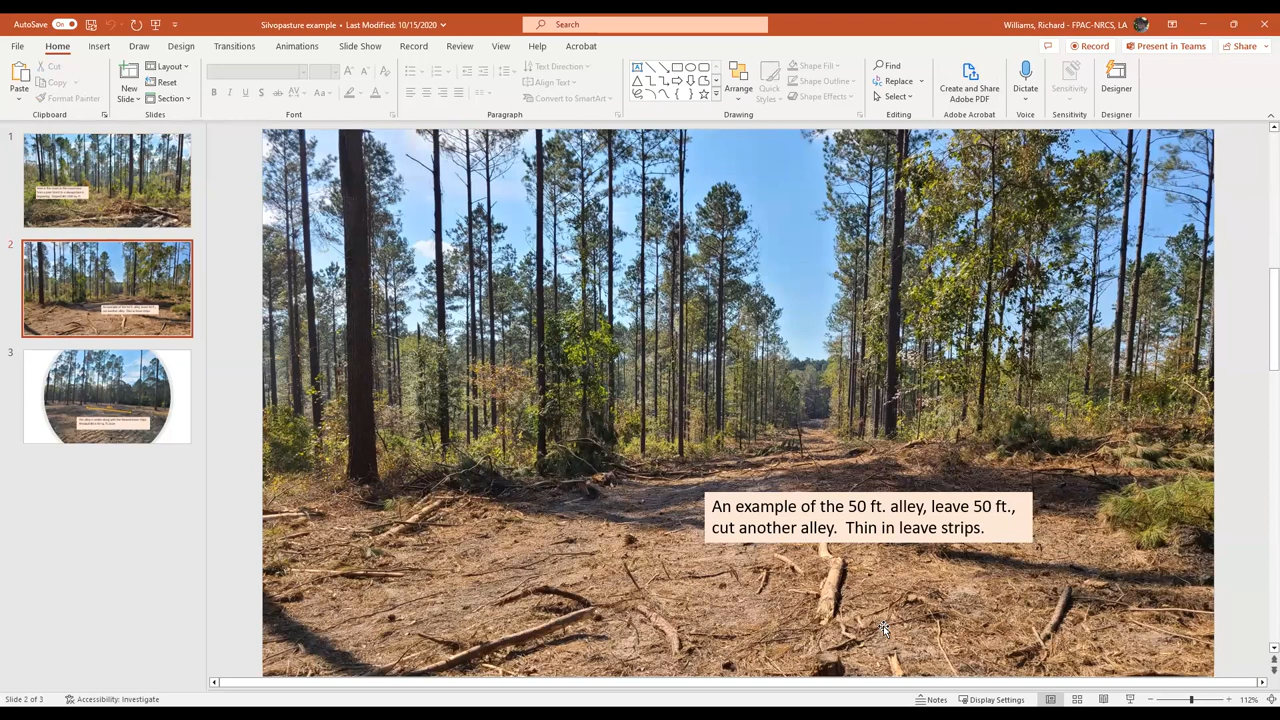 AutoSave On Silvopasture example • Last Modified: 10/15/2020 Search Williams, Richard - FPAC-NRCS, LA
File Home Insert Draw Design Transitions Animations Slide Show Record Review View Help Acrobat Record Present in Teams Share
Paste
Cut
Copy
Format Painter
Clipboard
New
Slide
Layout
Reset
Section
Slides
Font
Text Direction
Align Text
Convert to SmartArt
Paragraph
Arrange
Quick
Styles
Shape Fill
Shape Outline
Shape Effects
Drawing
Find
Replace
Select
Editing
Create and Share
Adobe PDF
Adobe Acrobat
Dictate
Voice
Sensitivity
Sensitivity
Designer
Designer
1
2
3
An example of the 50 ft. alley, leave 50 ft.,
cut another alley. Thin in leave strips.
Slide 2 of 3 Accessibility: Investigate Notes Display Settings 112%